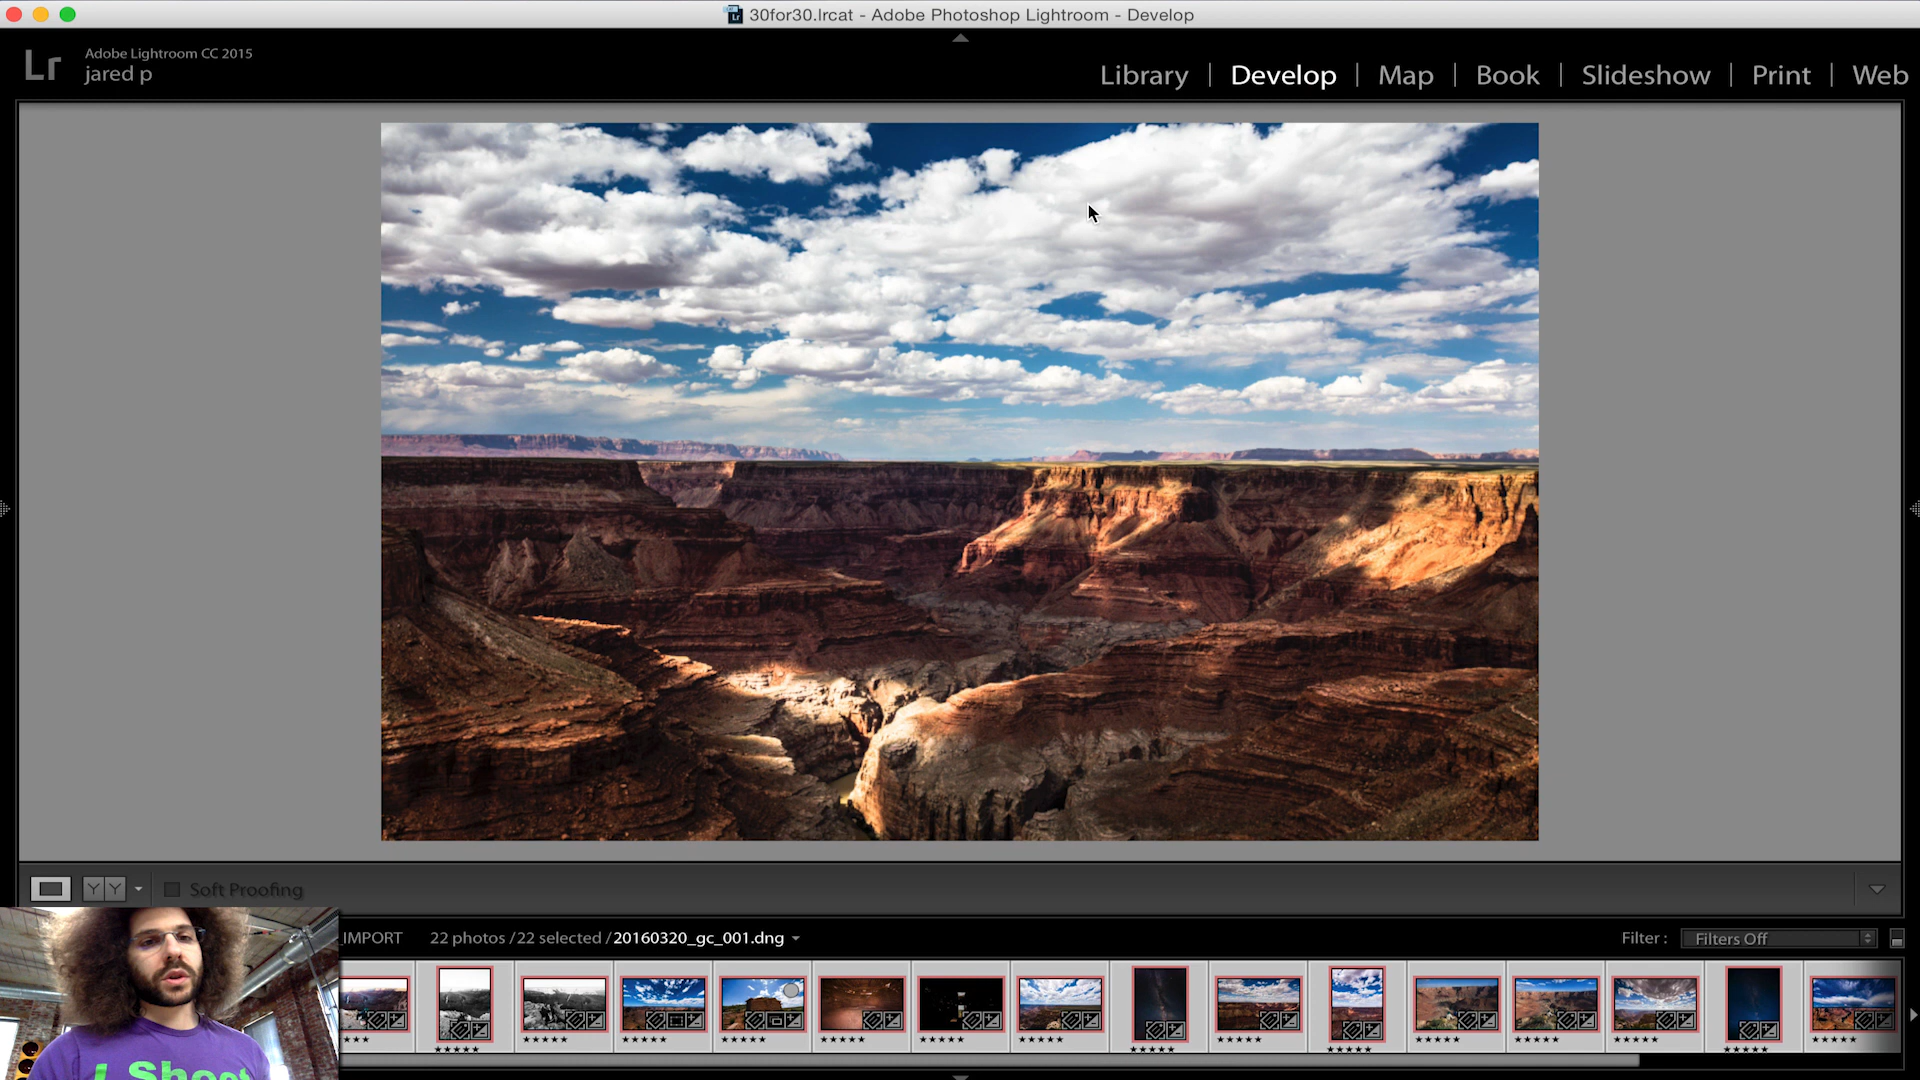 30for30.lrcat - Adobe Photoshop Lightroom - Develop
Lr
Adobe Lightroom CC 2015
jared p
Library | Develop | Map | Book | Slideshow | Print | Web
Y Y
Soft Proofing
IMPORT
22 photos / 22 selected / 20160320_gc_001.dng
Filter :
Filters Off
I Shoot